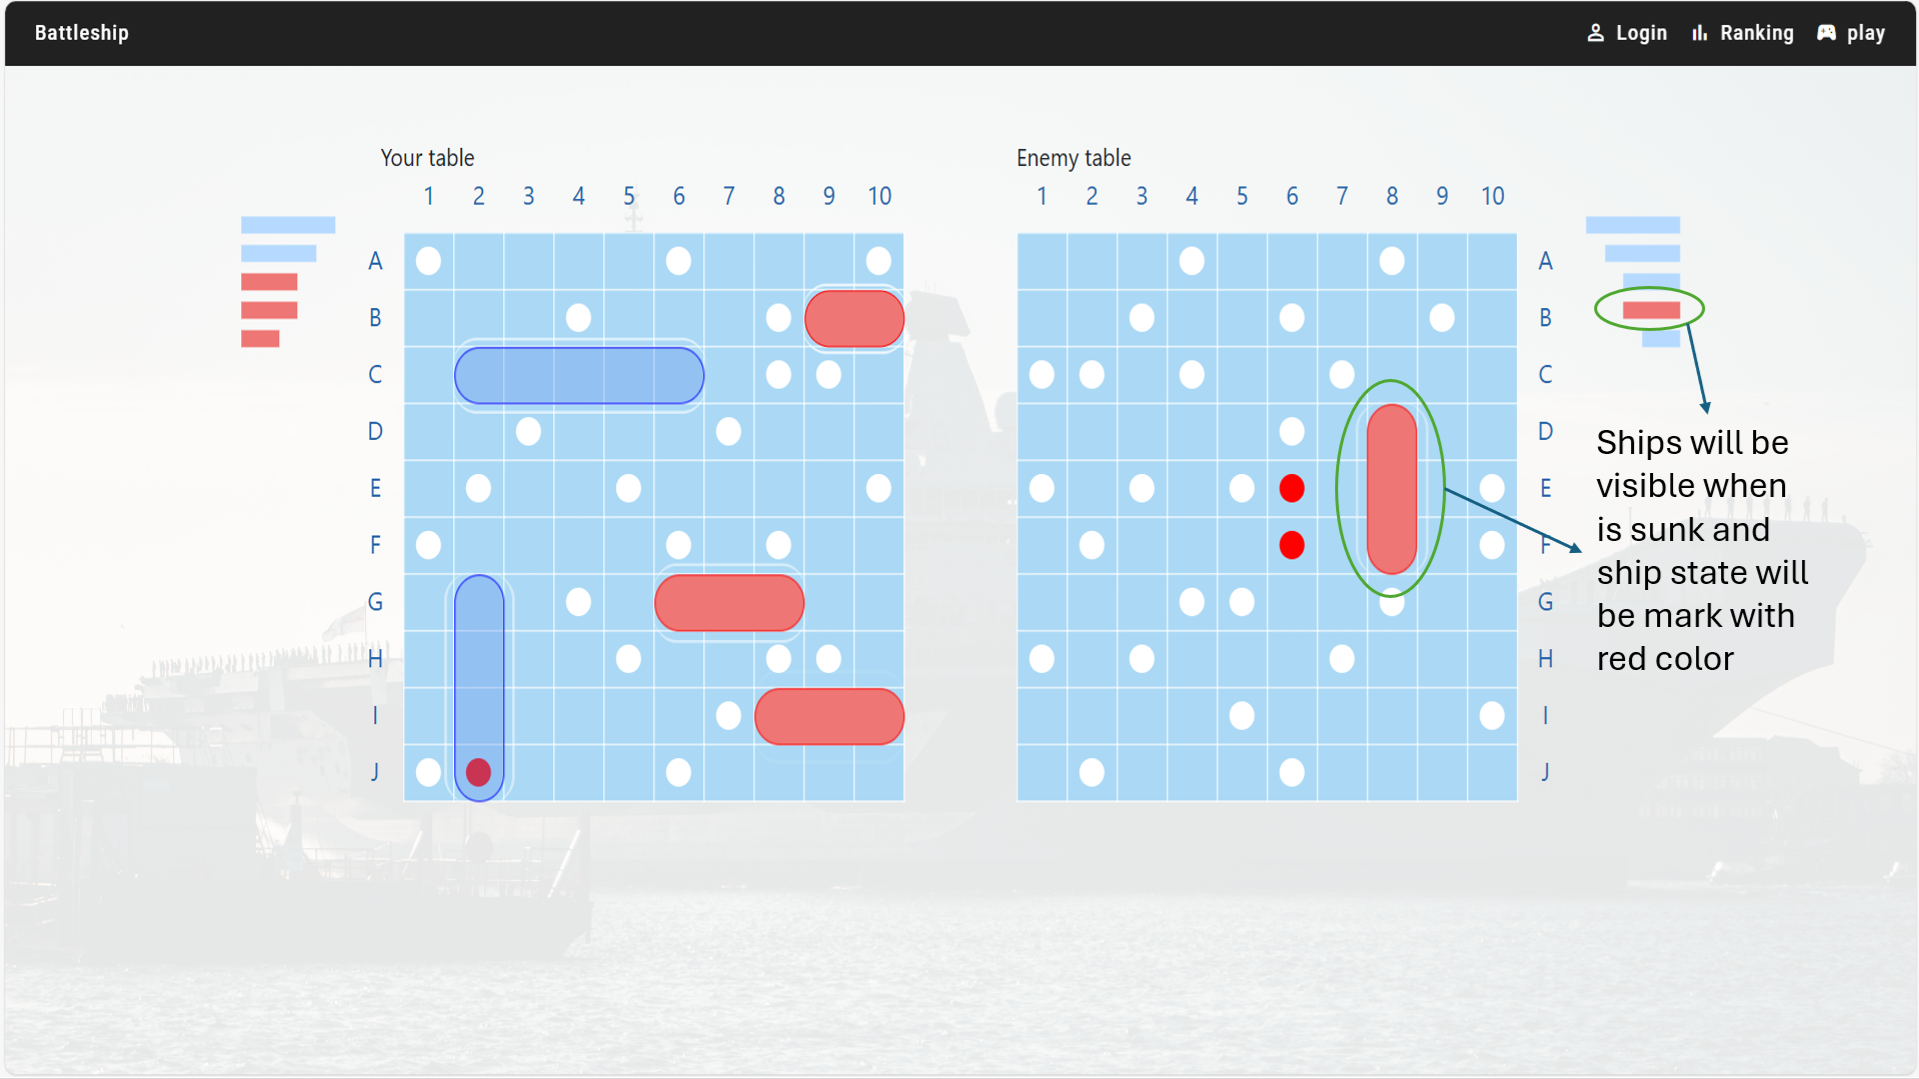 Battleship
Login Ranking play
Your table
Enemy table
1 2 3 4 5 6 7 8 9 10
1 2 3 4 5 6 7 8 9 10
A
B
C
D
E
F
G
H
I
J
A
B
C
D
E
F
G
H
I
J
Ships will be
visible when
is sunk and
ship state will
be mark with
red color